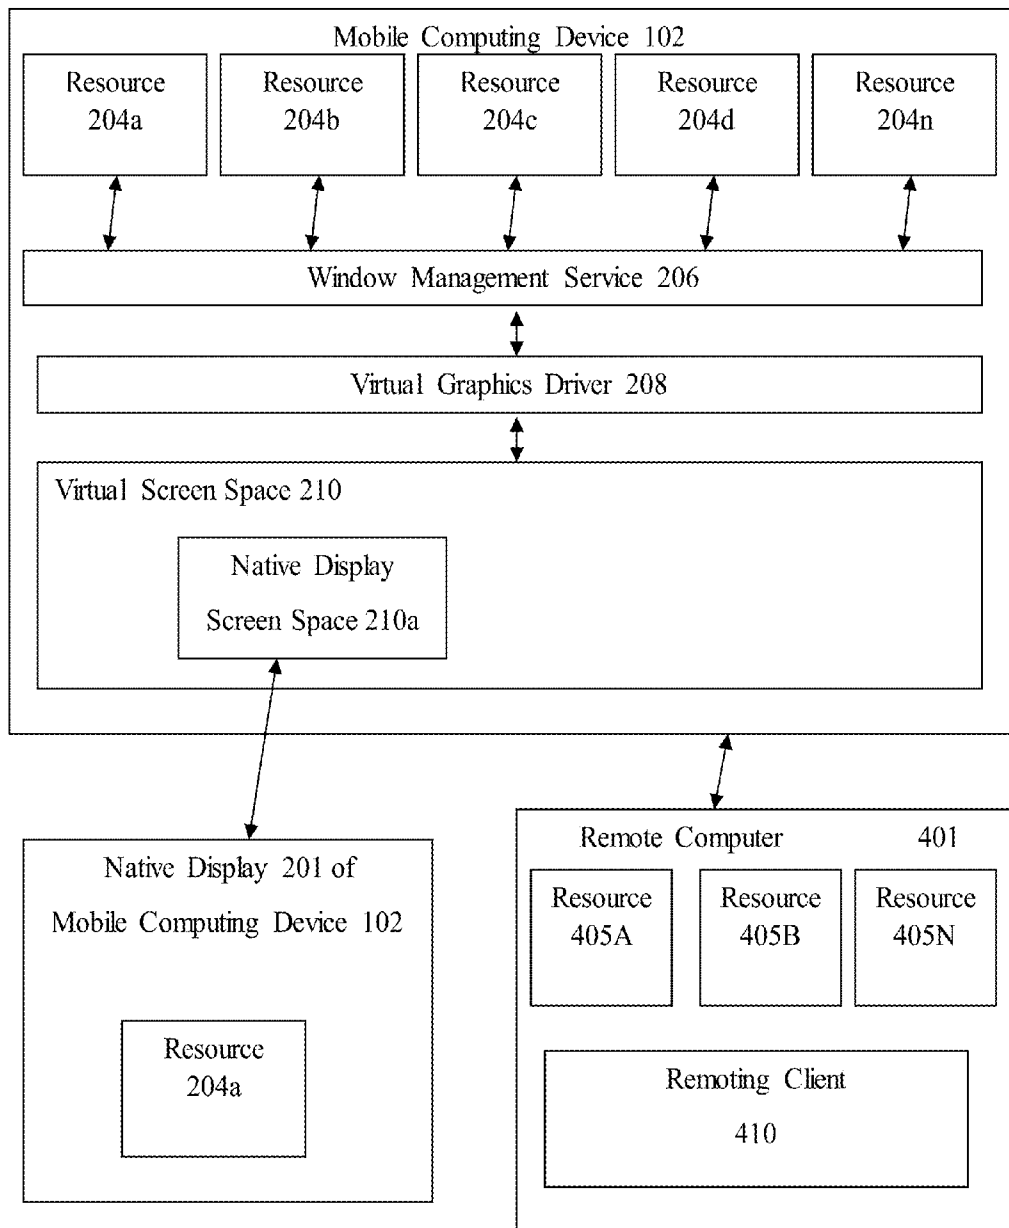 Mobile Computing Device 102
Resource
204a
Resource
204b
Resource
204c
Resource
204d
Resource
204n
Window Management Service 206
Virtual Graphics Driver 208
Virtual Screen Space 210
Native Display
Screen Space 210a
Native Display 201 of
Mobile Computing Device 102
Resource
204a
Remote Computer 401
Resource
405A
Resource
405B
Resource
405N
Remoting Client
410